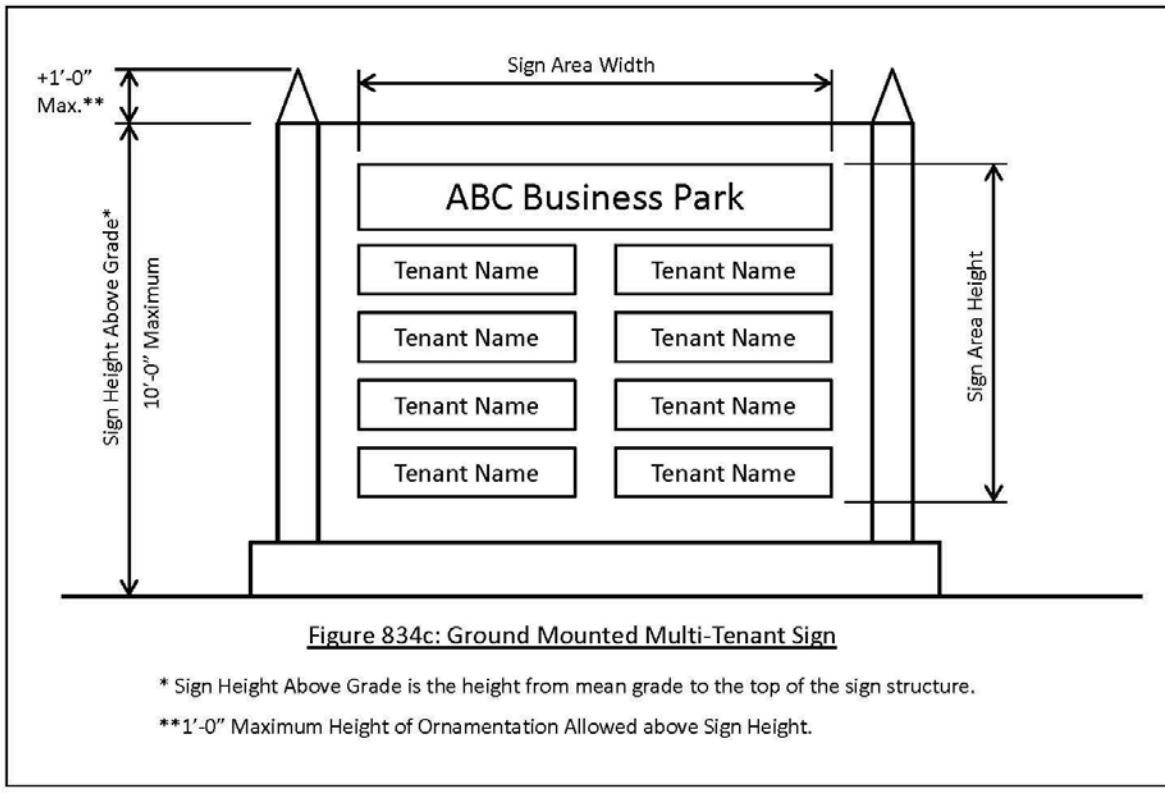 +1'-0"
Max.**
Sign Area Width
Sign Height Above Grade*
10'-0" Maximum
ABC Business Park
Tenant Name Tenant Name
Tenant Name Tenant Name
Tenant Name Tenant Name
Tenant Name Tenant Name
Sign Area Height
Figure 834c: Ground Mounted Multi-Tenant Sign
* Sign Height Above Grade is the height from mean grade to the top of the sign structure.
**1'-0" Maximum Height of Ornamentation Allowed above Sign Height.